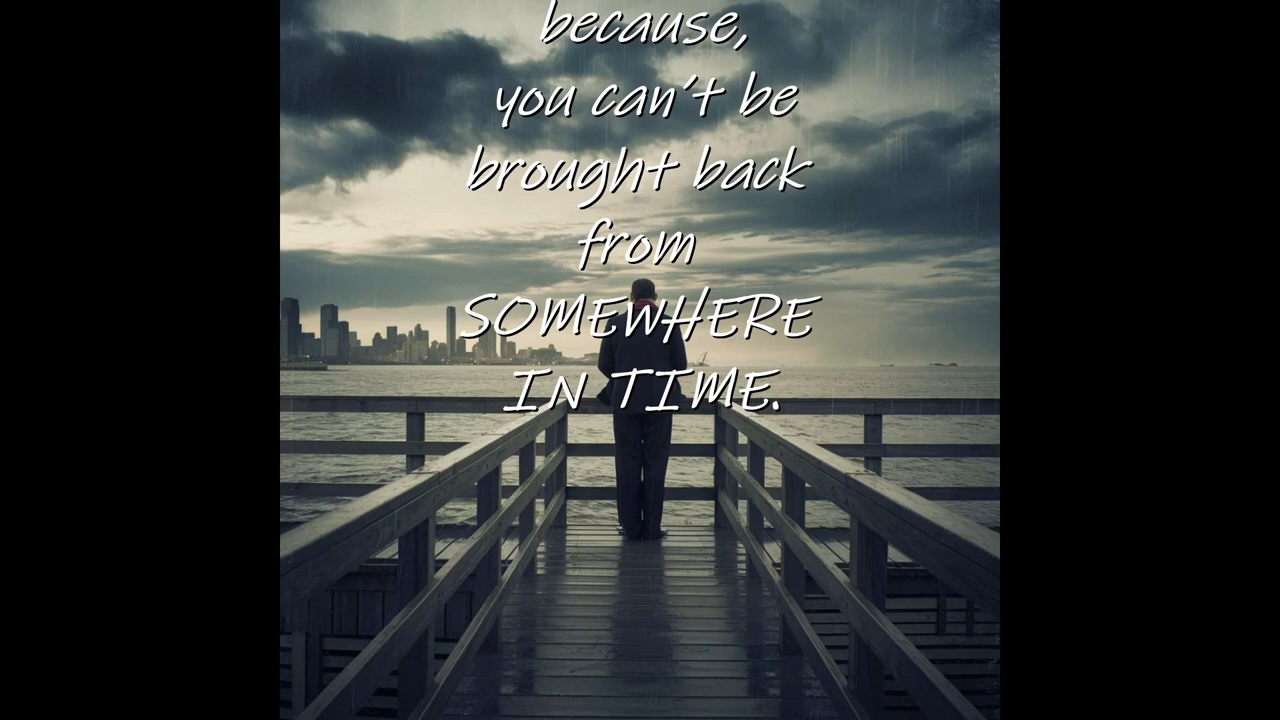 because,
you can't be
brought back
from
SOMEWHERE
IN TIME.